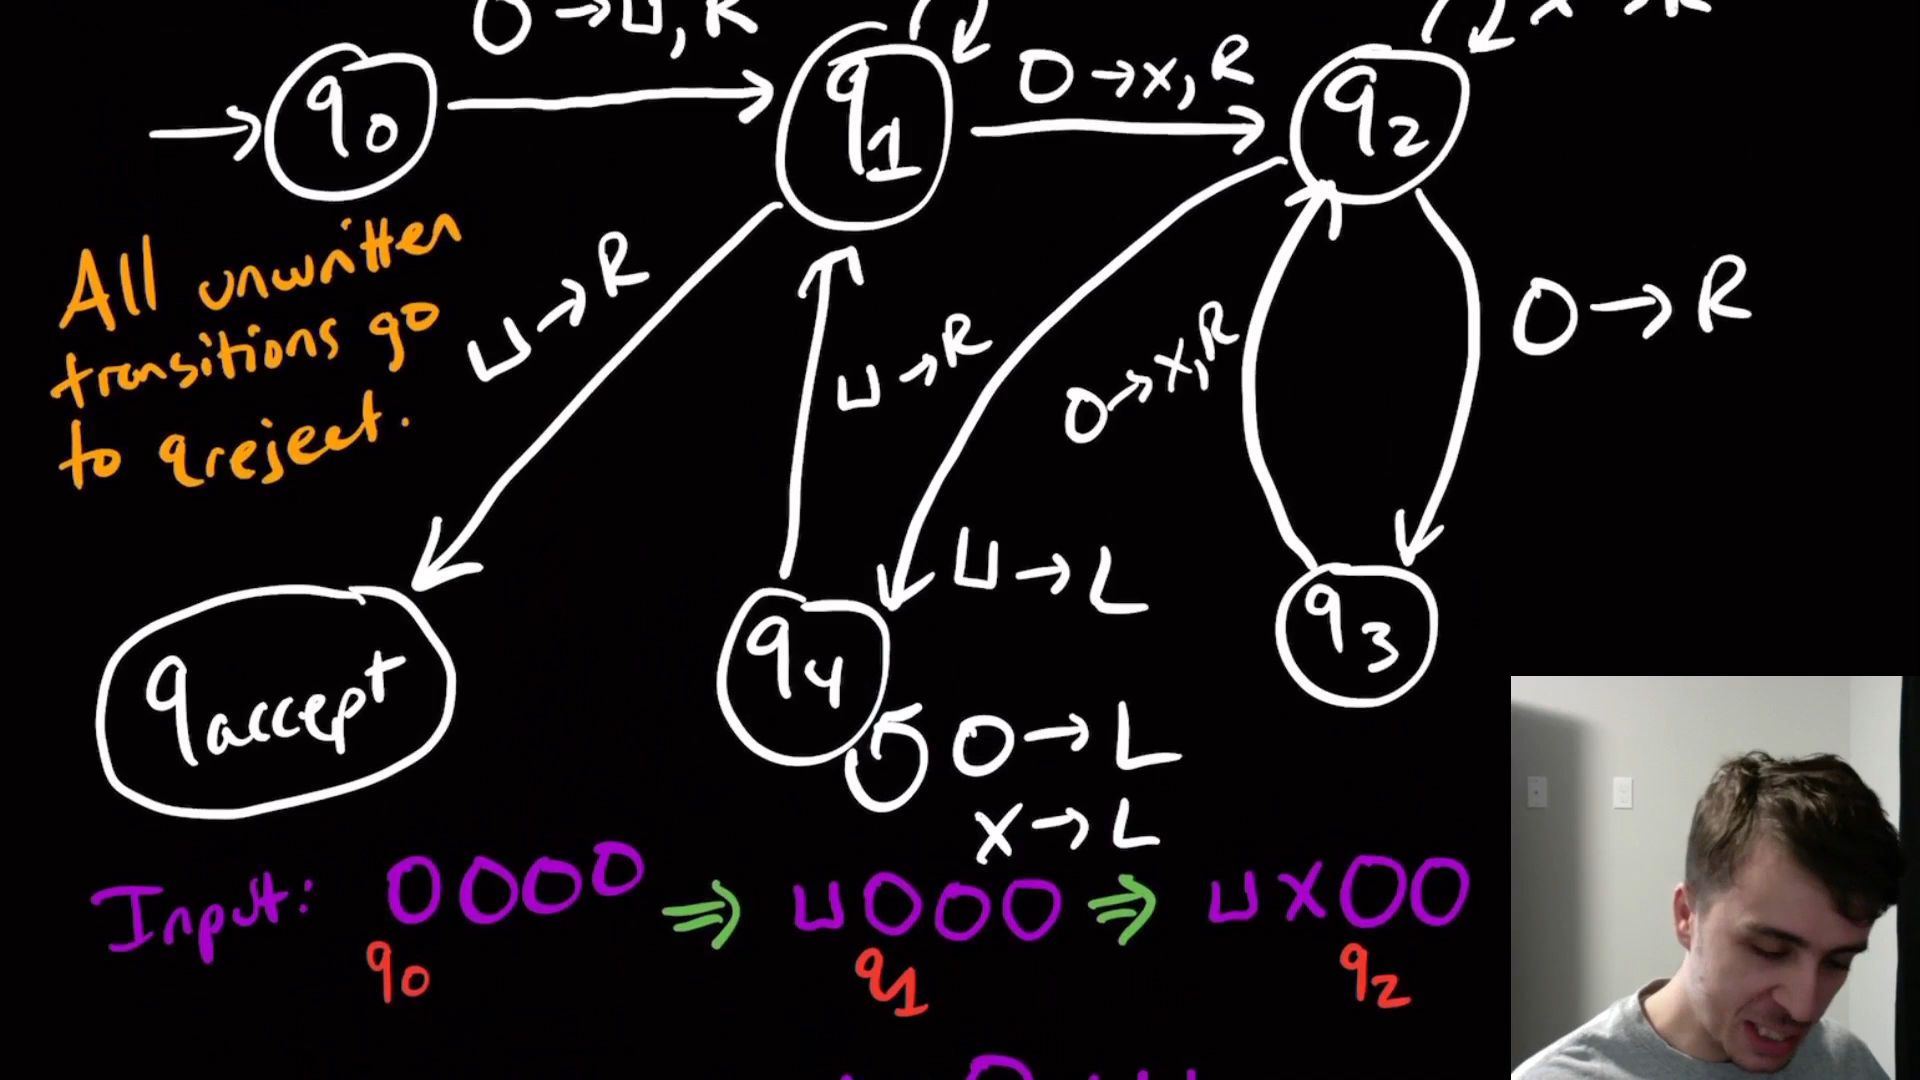 0→⊔, R
x→R
q0
q1
0→x, R
q2
All unwritten
transitions go
to qreject.
⊔→R
⊔→R
0→x, R
0→R
⊔→L
qaccept
q4
q3
0→L
x→L
Input: 0000 ⇒ ⊔000 ⇒ ⊔x00
q0 q1 q2